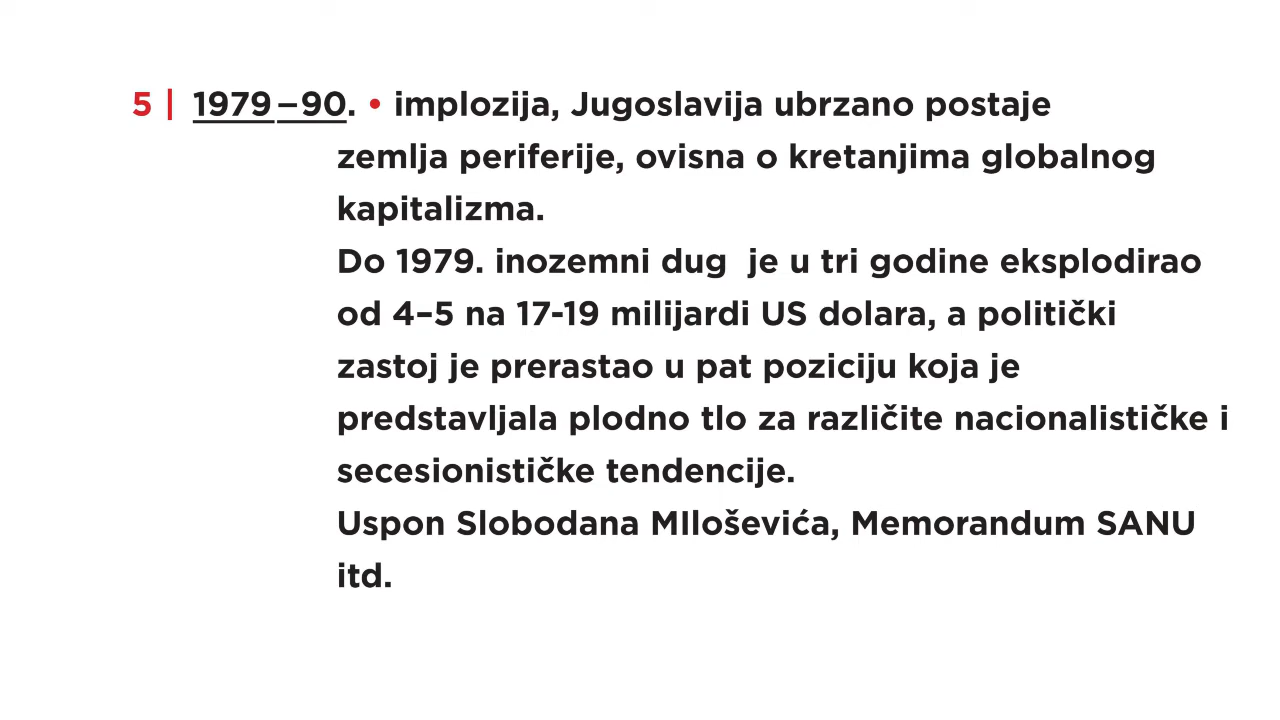 5 | 1979–90. • implozija, Jugoslavija ubrzano postaje
zemlja periferije, ovisna o kretanjima globalnog
kapitalizma.
Do 1979. inozemni dug  je u tri godine eksplodirao
od 4–5 na 17-19 milijardi US dolara, a politički
zastoj je prerastao u pat poziciju koja je
predstavljala plodno tlo za različite nacionalističke i
secesionističke tendencije.
Uspon Slobodana MIloševića, Memorandum SANU
itd.